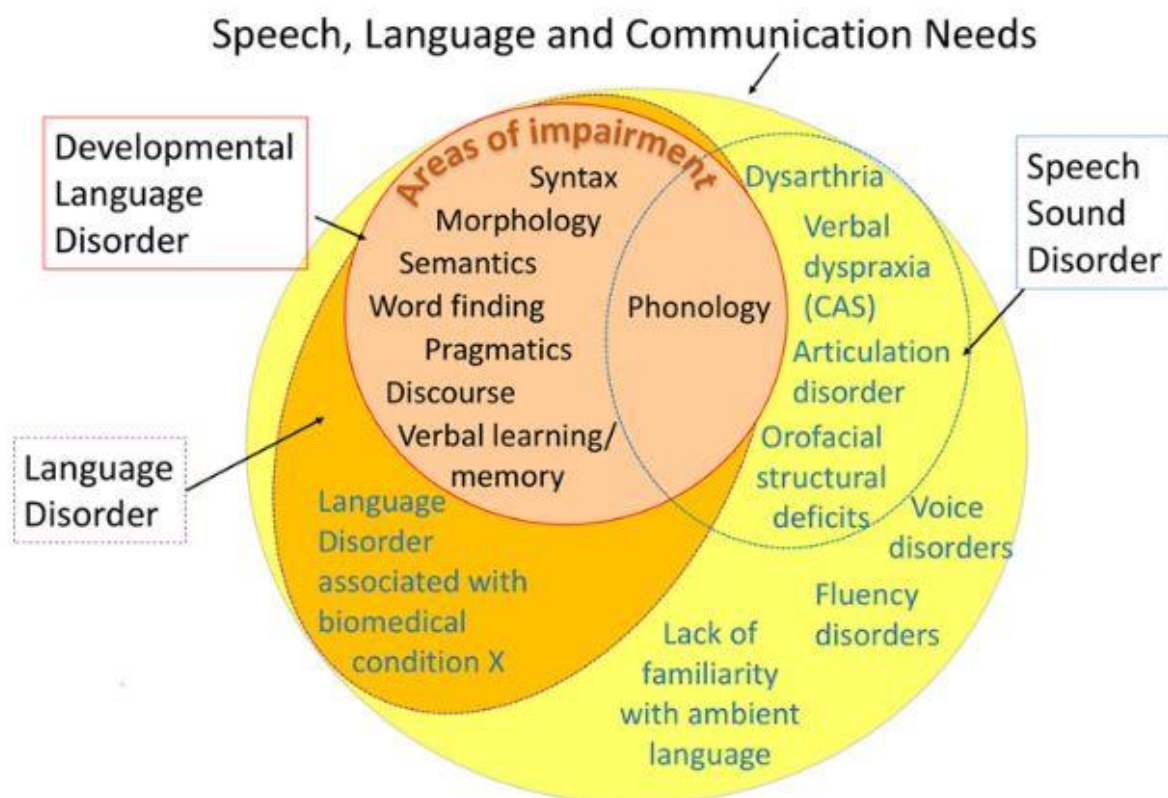 Speech, Language and Communication Needs
Developmental
Language
Disorder
Areas of impairment
Syntax
Morphology
Semantics
Word finding
Pragmatics
Discourse
Verbal learning/
memory
Phonology
Dysarthria
Verbal
dyspraxia
(CAS)
Articulation
disorder
Orofacial
structural
deficits
Speech
Sound
Disorder
Language
Disorder
Language
Disorder
associated with
biomedical
condition X
Voice
disorders
Fluency
disorders
Lack of
familiarity
with ambient
language